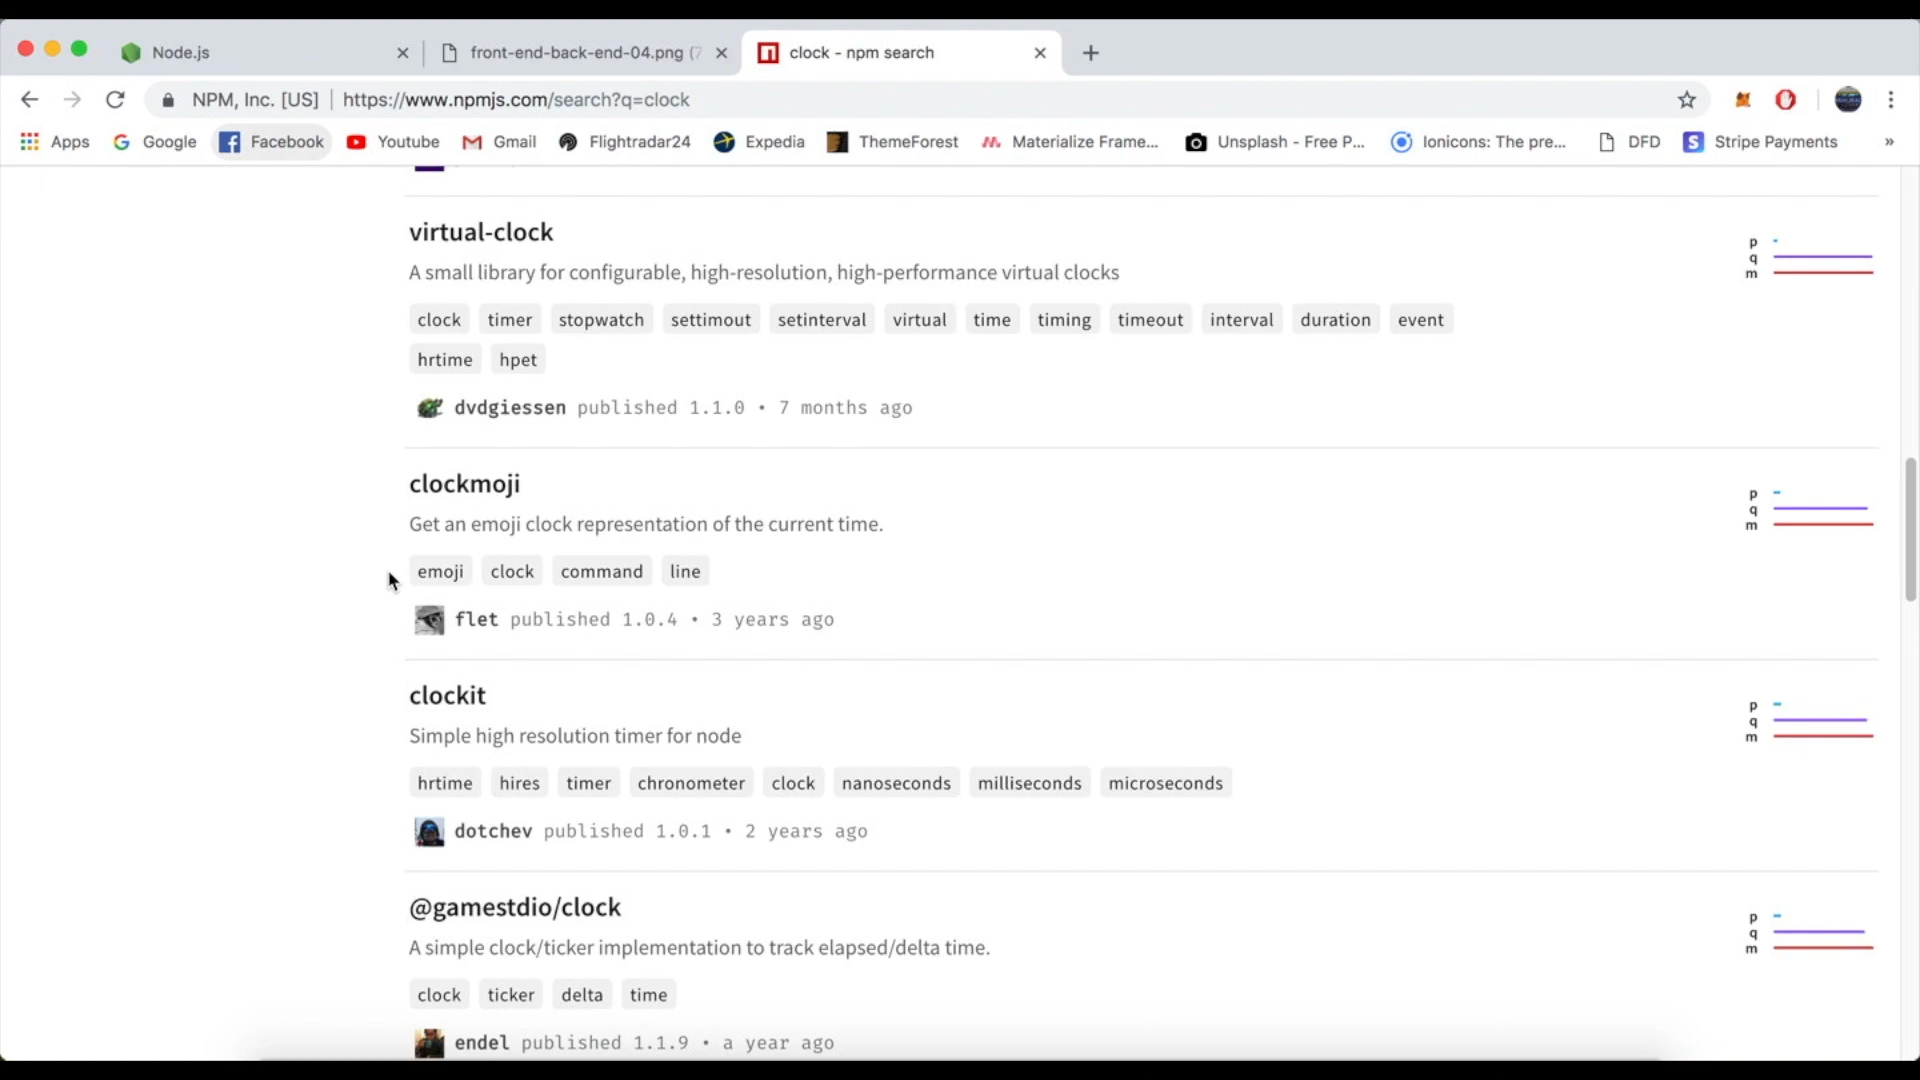 Node.js
front-end-back-end-04.png (7
clock - npm search
NPM, Inc. [US] https://www.npmjs.com/search?q=clock
Apps Google Facebook Youtube Gmail Flightradar24 Expedia ThemeForest Materialize Frame... Unsplash - Free P... Ionicons: The pre... DFD Stripe Payments »
virtual-clock
A small library for configurable, high-resolution, high-performance virtual clocks
clock timer stopwatch settimout setinterval virtual time timing timeout interval duration event
hrtime hpet
dvdgiessen published 1.1.0 • 7 months ago
p
q
m
clockmoji
Get an emoji clock representation of the current time.
emoji clock command line
flet published 1.0.4 • 3 years ago
p
q
m
clockit
Simple high resolution timer for node
hrtime hires timer chronometer clock nanoseconds milliseconds microseconds
dotchev published 1.0.1 • 2 years ago
p
q
m
@gamestdio/clock
A simple clock/ticker implementation to track elapsed/delta time.
clock ticker delta time
endel published 1.1.9 • a year ago
p
q
m